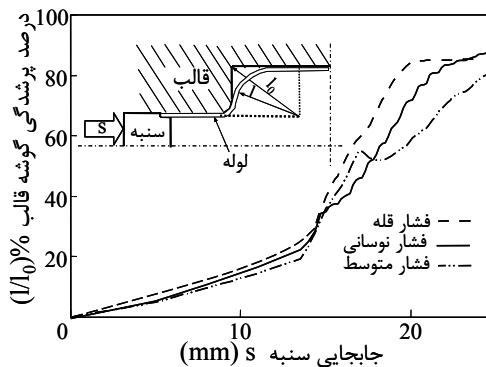 درصد پرشدگی گوشه قالب %(l/l₀)
100
80
60
40
20
0
10
20
جابجایی سنبه s (mm)
قالب
l₀
l
s
سنبه
لوله
فشار قله
فشار نوسانی
فشار متوسط